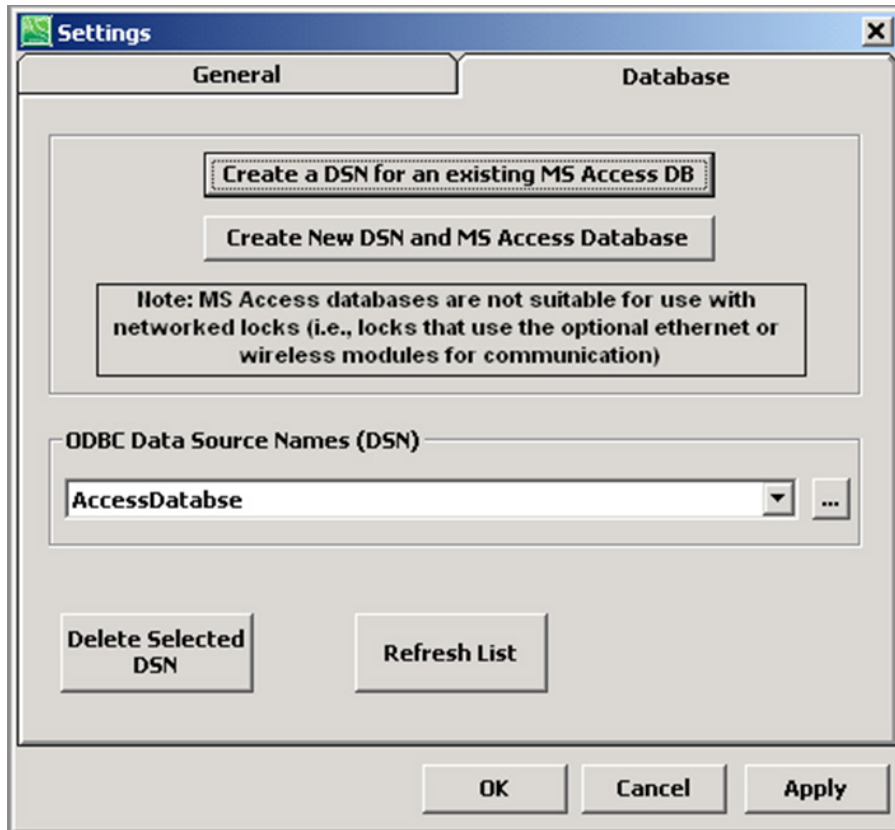 Settings
General
Database
Create a DSN for an existing MS Access DB
Create New DSN and MS Access Database
Note: MS Access databases are not suitable for use with
networked locks (i.e., locks that use the optional ethernet or
wireless modules for communication)
ODBC Data Source Names (DSN)
AccessDatabse
...
Delete Selected
DSN
Refresh List
OK
Cancel
Apply